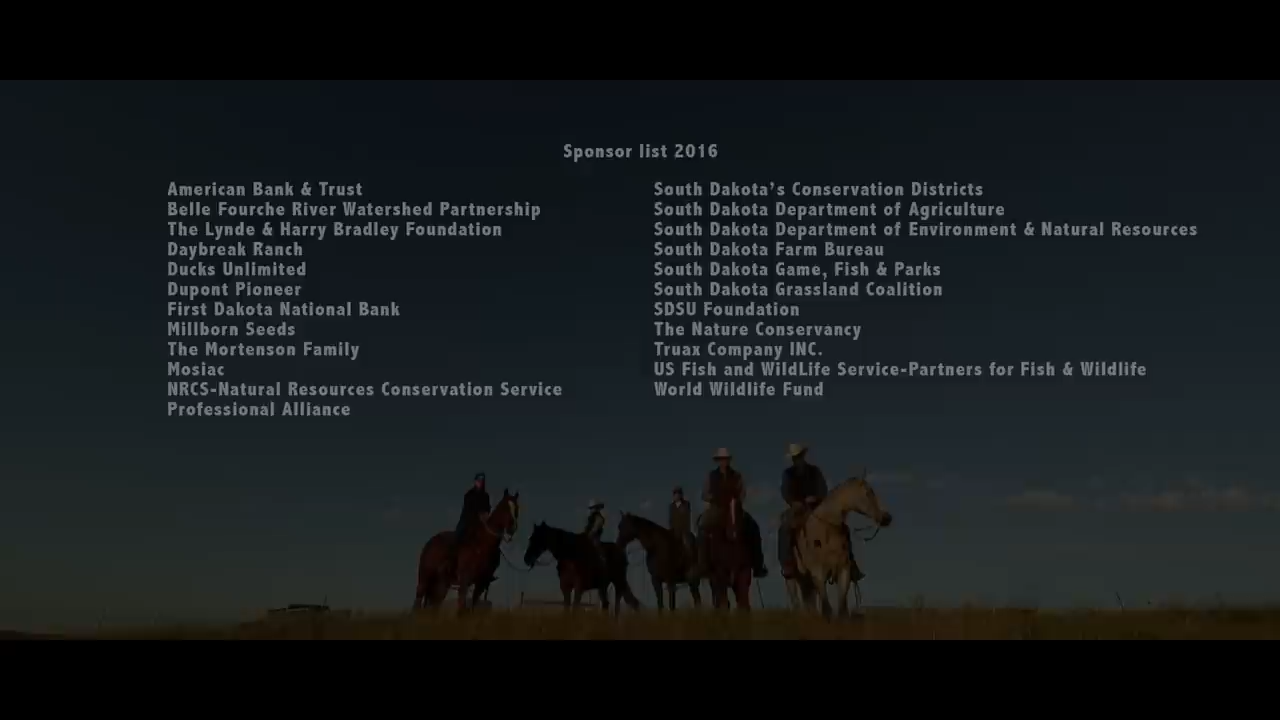 Sponsor list 2016
American Bank & Trust
Belle Fourche River Watershed Partnership
The Lynde & Harry Bradley Foundation
Daybreak Ranch
Ducks Unlimited
Dupont Pioneer
First Dakota National Bank
Millborn Seeds
The Mortenson Family
Mosiac
NRCS-Natural Resources Conservation Service
Professional Alliance
South Dakota's Conservation Districts
South Dakota Department of Agriculture
South Dakota Department of Environment & Natural Resources
South Dakota Farm Bureau
South Dakota Game, Fish & Parks
South Dakota Grassland Coalition
SDSU Foundation
The Nature Conservancy
Truax Company INC.
US Fish and WildLife Service-Partners for Fish & Wildlife
World Wildlife Fund